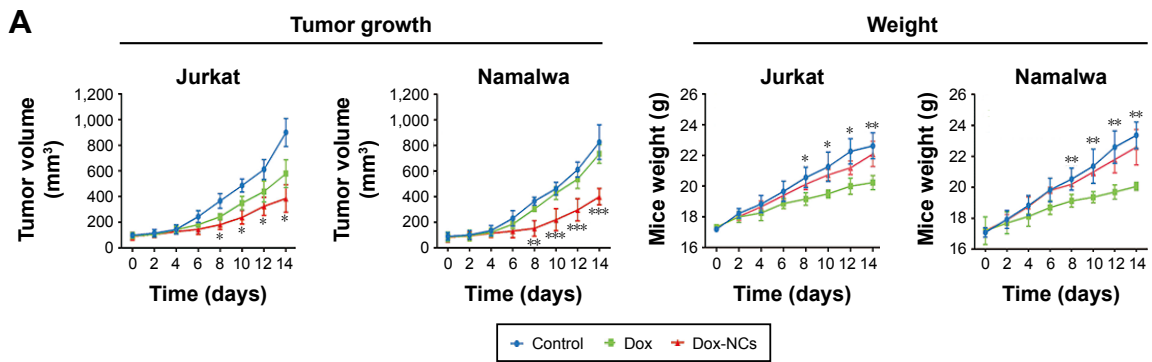 A
Tumor growth
Weight
Jurkat
Namalwa
Jurkat
Namalwa
Tumor volume
(mm³)
1,200
1,000
800
600
400
200
0
* * * *
0 2 4 6 8 10 12 14
Time (days)
Tumor volume
(mm³)
1,200
1,000
800
600
400
200
0
** *** *** ***
0 2 4 6 8 10 12 14
Time (days)
Mice weight (g)
26
24
22
20
18
16
* * * **
0 2 4 6 8 10 12 14
Time (days)
Mice weight (g)
26
24
22
20
18
16
** ** ** **
0 2 4 6 8 10 12 14
Time (days)
Control Dox Dox-NCs